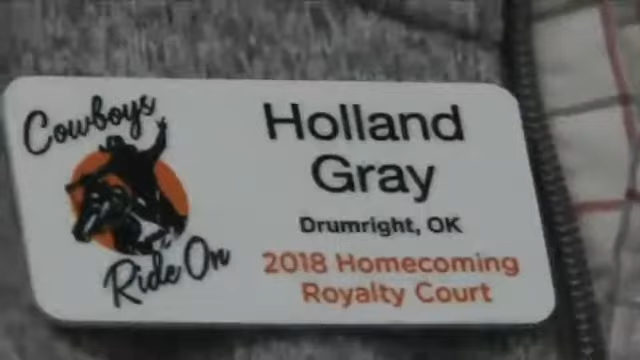 Cowboys
Ride On
Holland
Gray
Drumright, OK
2018 Homecoming
Royalty Court